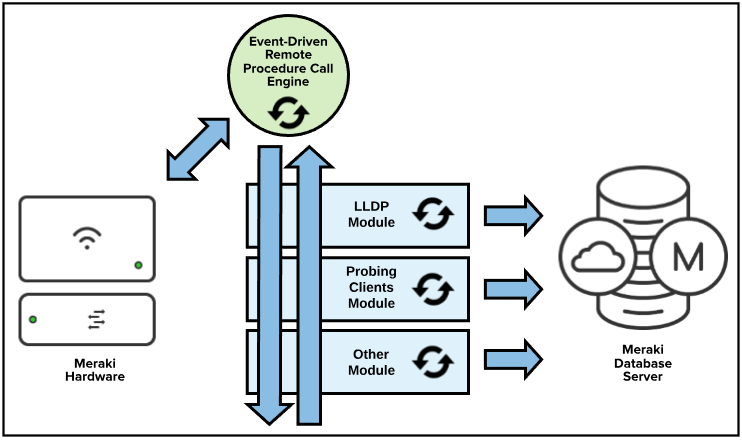 Event-Driven
Remote
Procedure Call
Engine
LLDP
Module
Probing
Clients
Module
Other
Module
M
Meraki
Hardware
Meraki
Database
Server